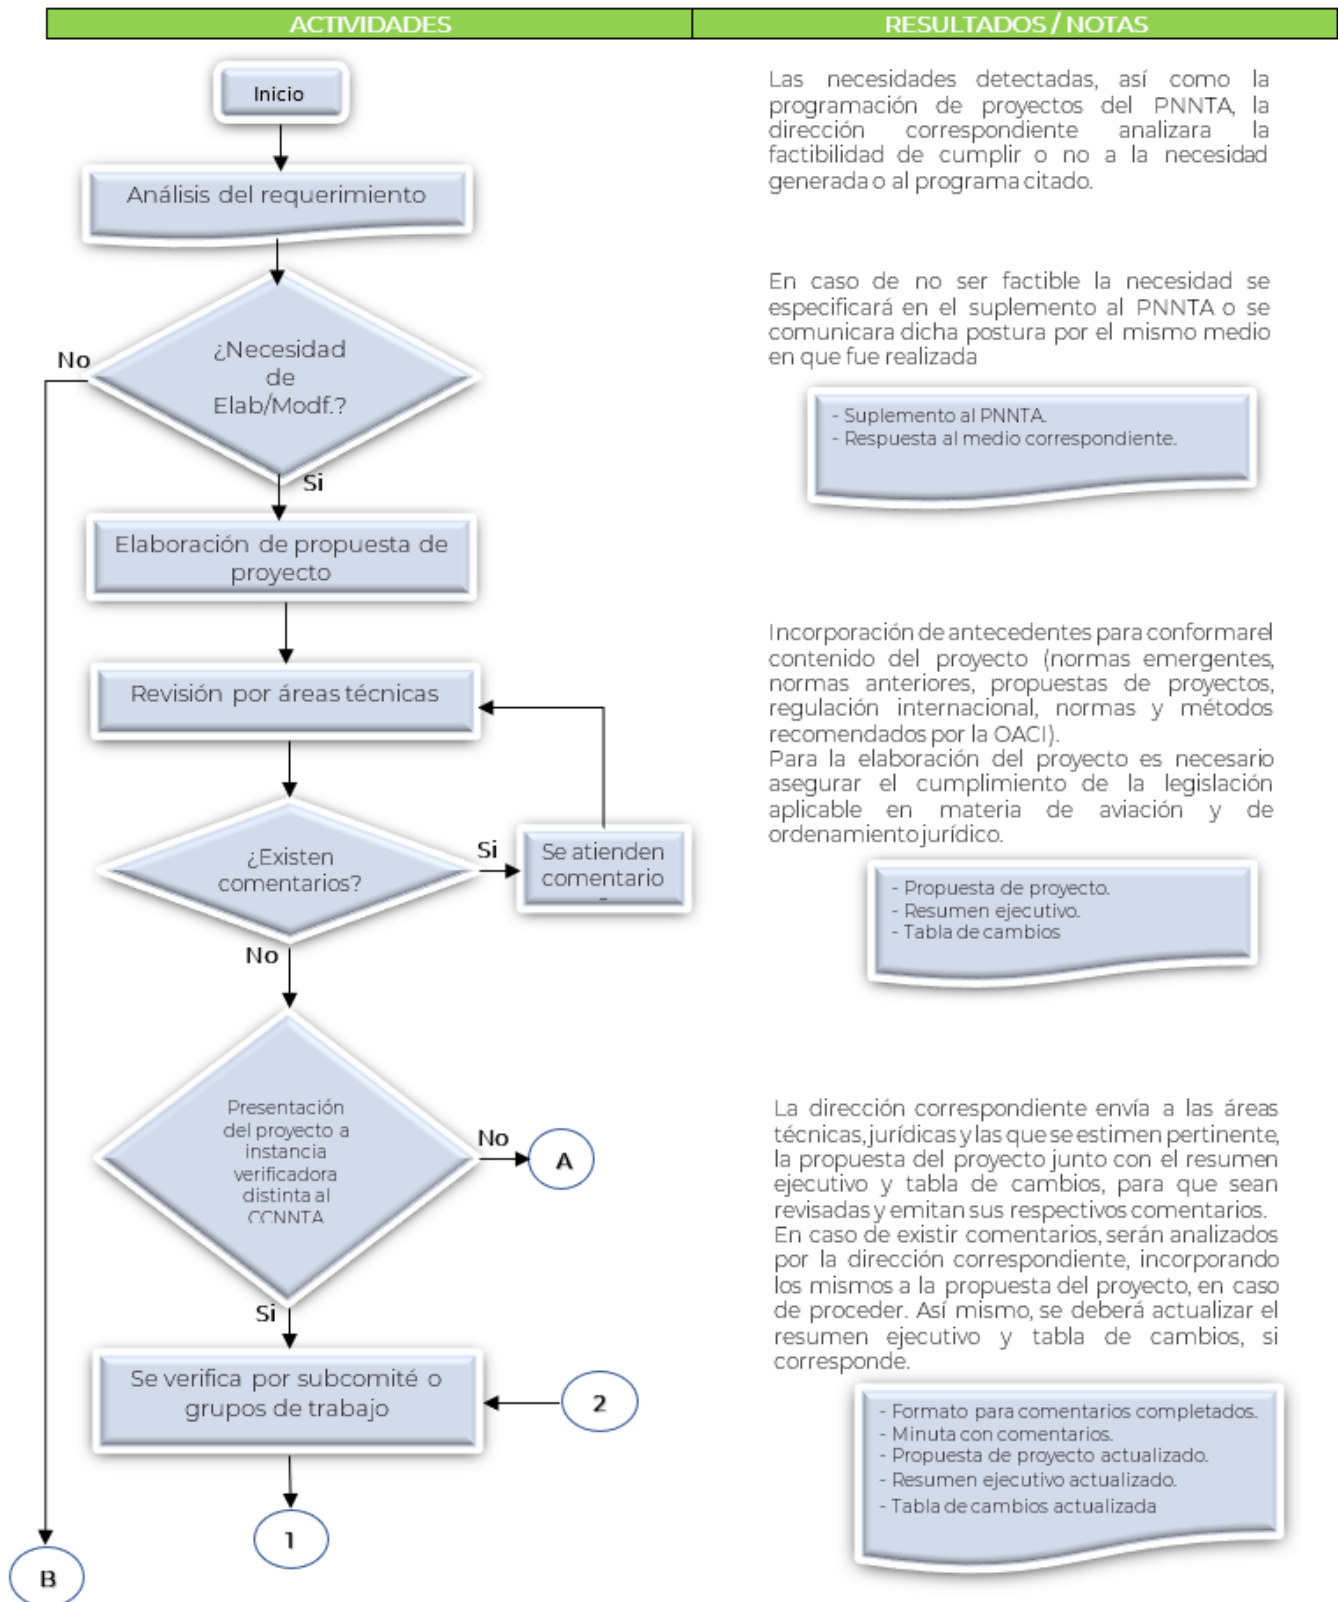 ACTIVIDADES
RESULTADOS / NOTAS
Inicio
Análisis del requerimiento
¿Necesidad
de
Elab/Modf.?
No
Si
Elaboración de propuesta de
proyecto
Revisión por áreas técnicas
¿Existen
comentarios?
Si
Se atienden
comentario
No
Presentación
del proyecto a
instancia
verificadora
distinta al
CCNNTA
No
A
Si
Se verifica por subcomité o
grupos de trabajo
2
1
B
Las necesidades detectadas, así como la
programación de proyectos del PNNTA, la
dirección correspondiente analizara la
factibilidad de cumplir o no a la necesidad
generada o al programa citado.
En caso de no ser factible la necesidad se
especificará en el suplemento al PNNTA o se
comunicara dicha postura por el mismo medio
en que fue realizada
- Suplemento al PNNTA.
- Respuesta al medio correspondiente.
Incorporación de antecedentes para conformar el
contenido del proyecto (normas emergentes,
normas anteriores, propuestas de proyectos,
regulación internacional, normas y métodos
recomendados por la OACI).
Para la elaboración del proyecto es necesario
asegurar el cumplimiento de la legislación
aplicable en materia de aviación y de
ordenamiento jurídico.
- Propuesta de proyecto.
- Resumen ejecutivo.
- Tabla de cambios
La dirección correspondiente envía a las áreas
técnicas, jurídicas y las que se estimen pertinente,
la propuesta del proyecto junto con el resumen
ejecutivo y tabla de cambios, para que sean
revisadas y emitan sus respectivos comentarios.
En caso de existir comentarios, serán analizados
por la dirección correspondiente, incorporando
los mismos a la propuesta del proyecto, en caso
de proceder. Así mismo, se deberá actualizar el
resumen ejecutivo y tabla de cambios, si
corresponde.
- Formato para comentarios completados.
- Minuta con comentarios.
- Propuesta de proyecto actualizado.
- Resumen ejecutivo actualizado.
- Tabla de cambios actualizada